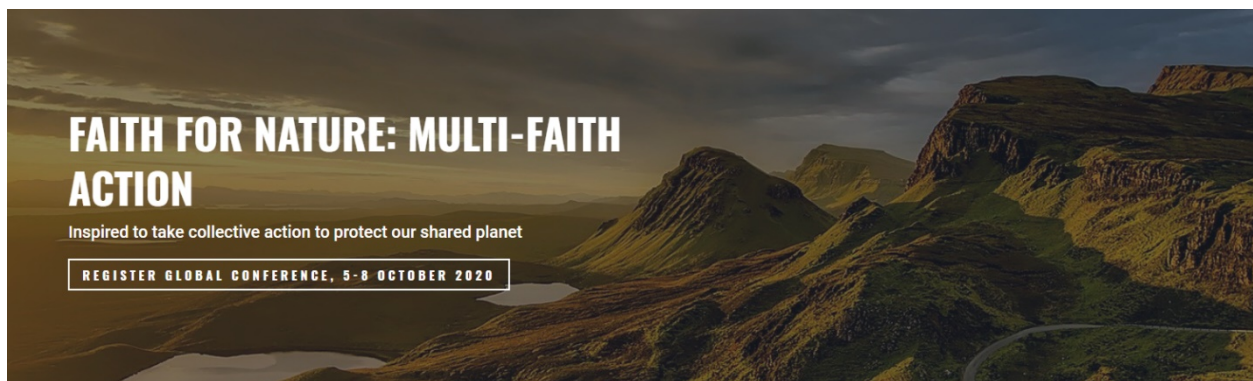 FAITH FOR NATURE: MULTI-FAITH
ACTION
Inspired to take collective action to protect our shared planet
REGISTER GLOBAL CONFERENCE, 5-8 OCTOBER 2020